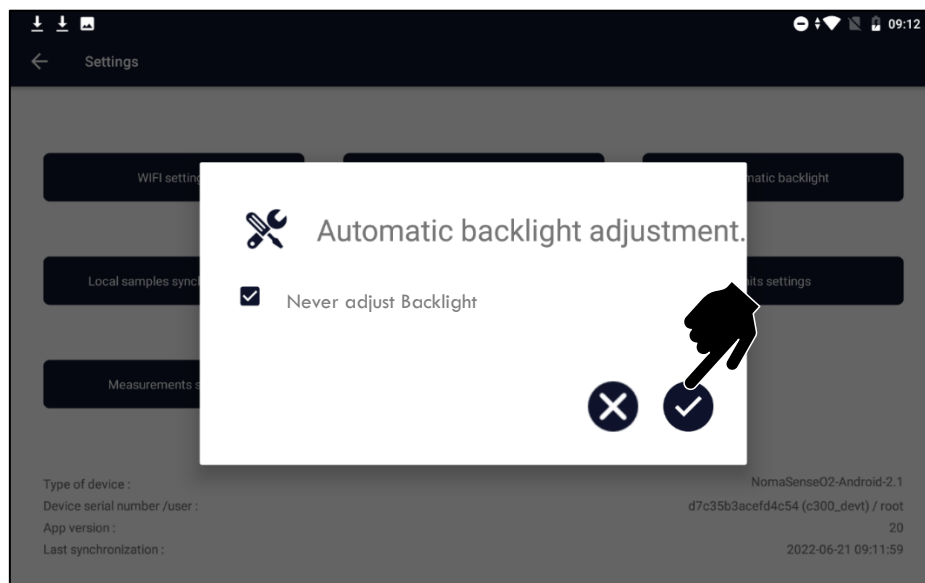 09:12
Settings
WIFI setting
matic backlight
Automatic backlight adjustment.
Local samples syncl
its settings
Never adjust Backlight
Measurements s
Type of device :
NomaSenseO2-Android-2.1
Device serial number /user :
d7c35b3acefd4c54 (c300_devt) / root
App version :
20
Last synchronization :
2022-06-21 09:11:59